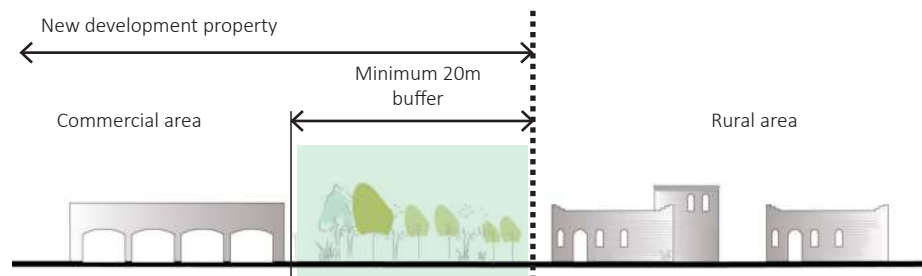 New development property
Minimum 20m
buffer
Commercial area
Rural area